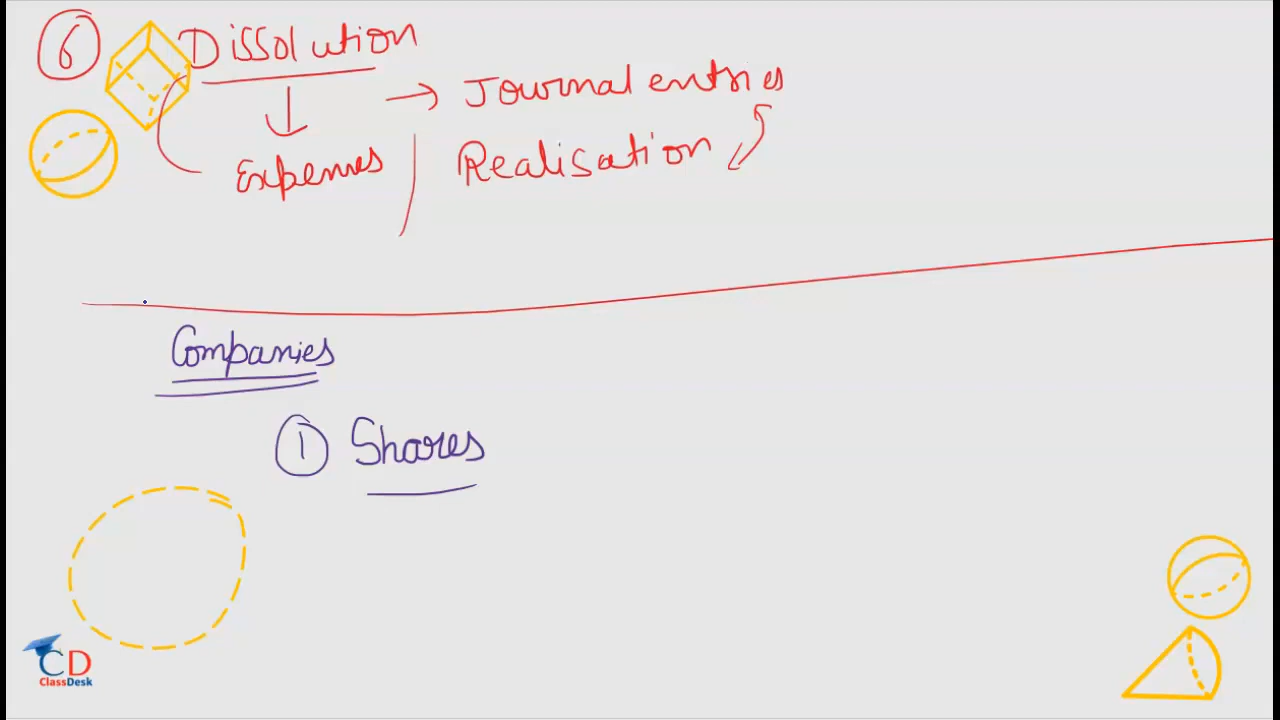 6 Dissolution
→ Journal entries
Expenses Realisation
Companies
1 Shares
CD
ClassDesk